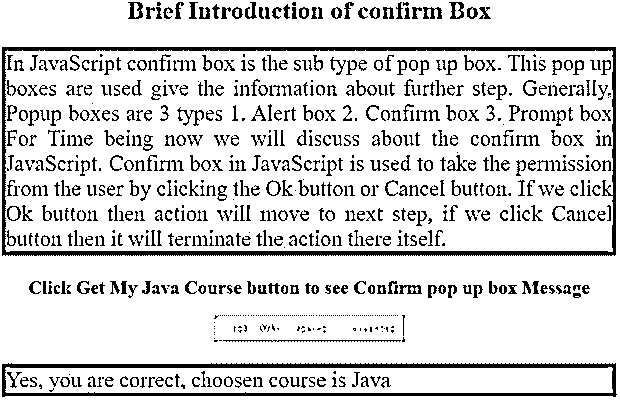 Brief Introduction of confirm Box
In JavaScript confirm box is the sub type of pop up box. This pop up
boxes are used give the information about further step. Generally,
Popup boxes are 3 types 1. Alert box 2. Confirm box 3. Prompt box
For Time being now we will discuss about the confirm box in
JavaScript. Confirm box in JavaScript is used to take the permission
from the user by clicking the Ok button or Cancel button. If we click
Ok button then action will move to next step, if we click Cancel
button then it will terminate the action there itself.
Click Get My Java Course button to see Confirm pop up box Message
Yes, you are correct, choosen course is Java